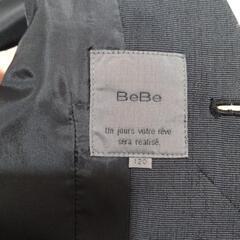 BeBe
Un jours votre rêve
sera realisé.
120